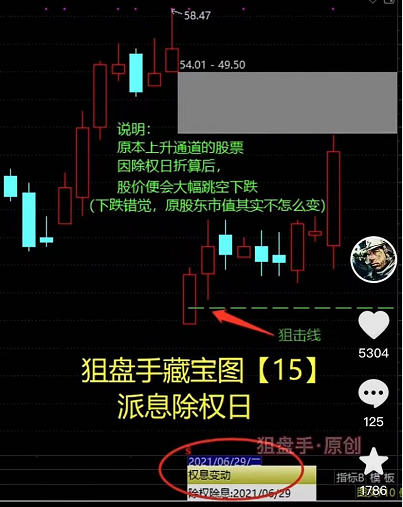 58.47
54.01 - 49.50
说明：
原本上升通道的股票
因除权日折算后，
股价便会大幅跳空下跌
(下跌错觉，原股东市值其实不怎么变)
狙击线
5304
狙盘手藏宝图【15】
派息除权日
125
狙盘手·原创
S
2021/06/29/二
权息变动
指标B 模 板
除权除息:2021/06/29
1786